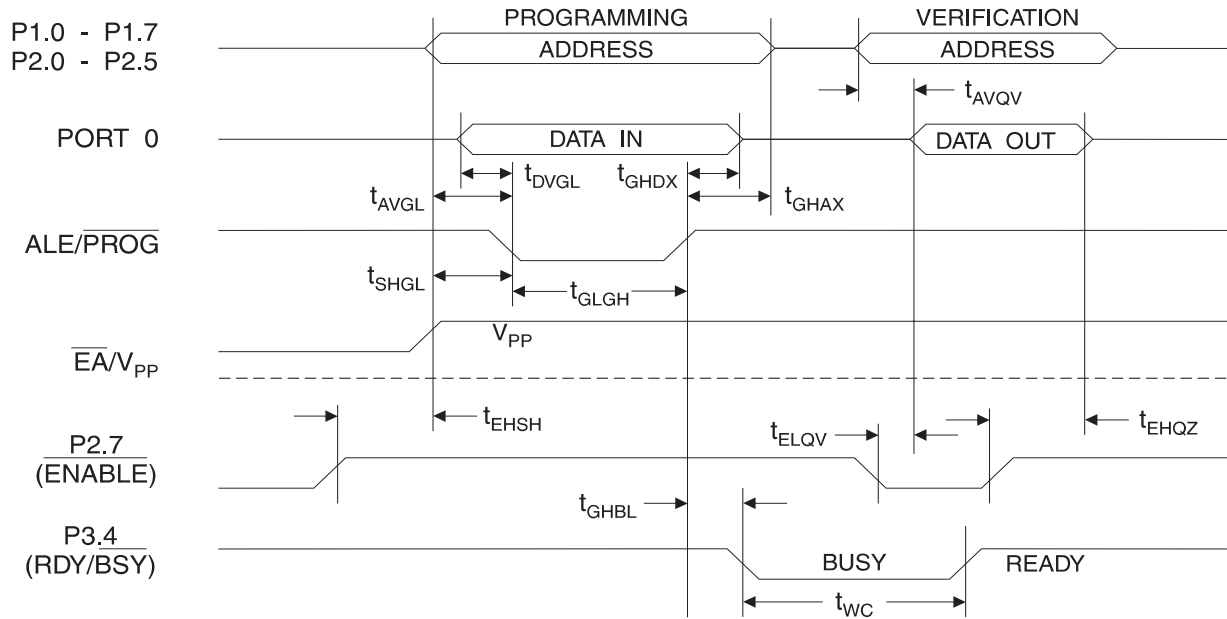 PROGRAMMING VERIFICATION
P1.0 - P1.7
P2.0 - P2.5
ADDRESS ADDRESS
tAVQV
PORT 0
DATA IN DATA OUT
tDVGL tGHDX
tAVGL tGHAX
ALE/PROG
tSHGL
tGLGH
VPP
EA/VPP
tEHSH
tELQV tEHQZ
P2.7
(ENABLE)
tGHBL
P3.4
(RDY/BSY)
BUSY READY
tWC